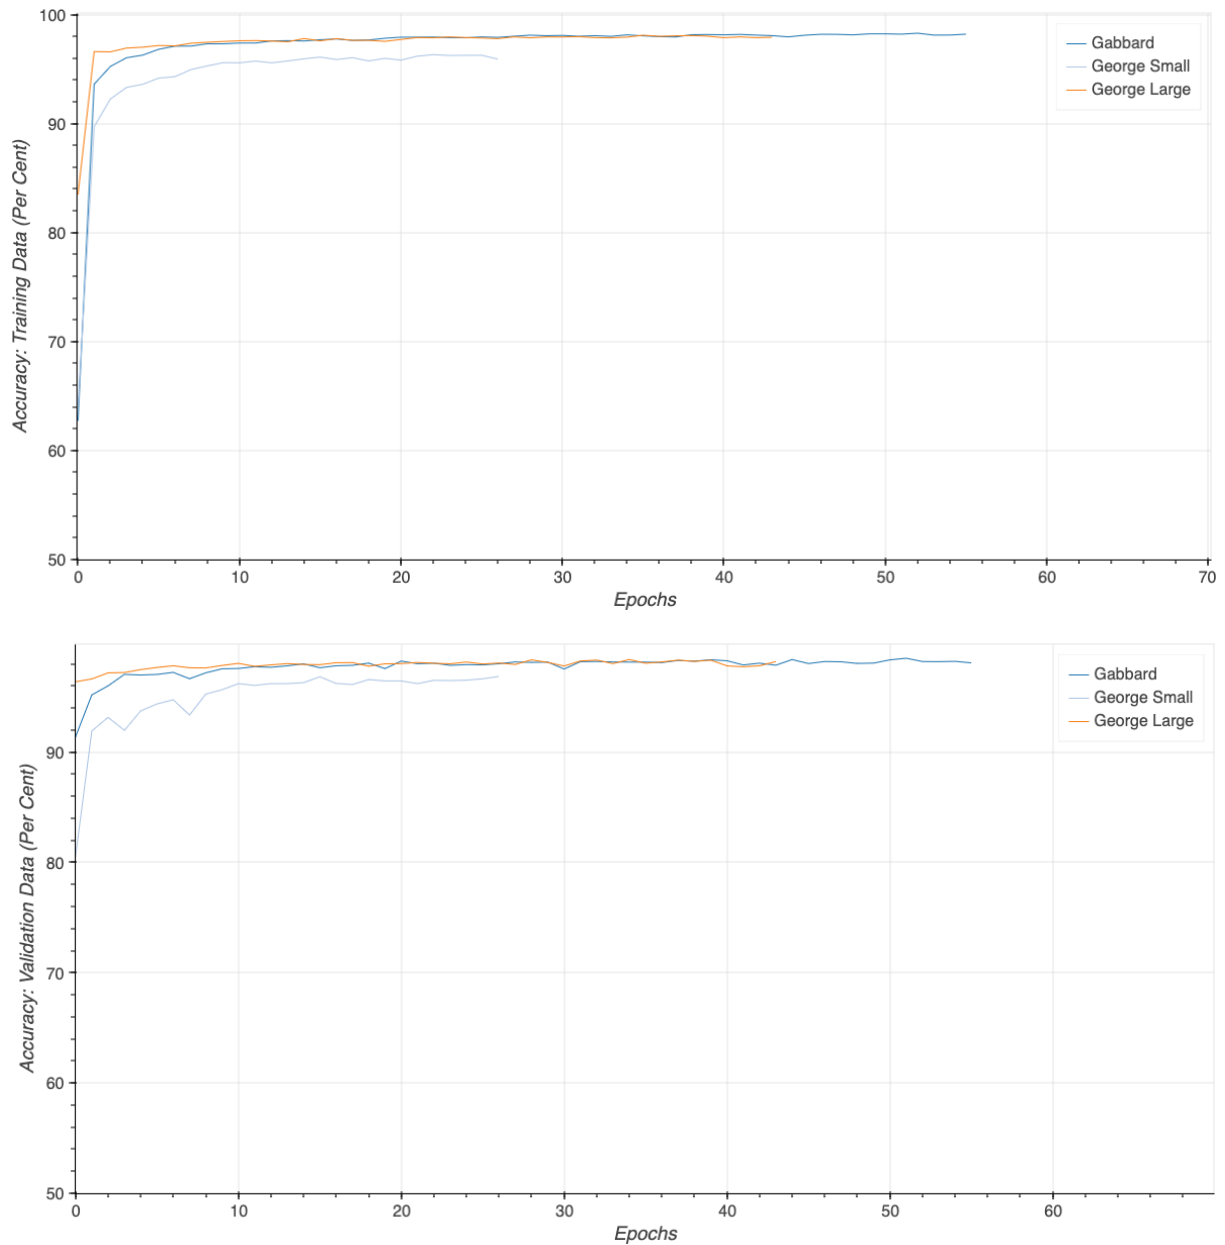 100
90
80
70
60
50
0 10 20 30 40 50 60 70
Epochs
Accuracy: Training Data (Per Cent)
Gabbard
George Small
George Large
90
80
70
60
50
0 10 20 30 40 50 60
Epochs
Accuracy: Validation Data (Per Cent)
Gabbard
George Small
George Large